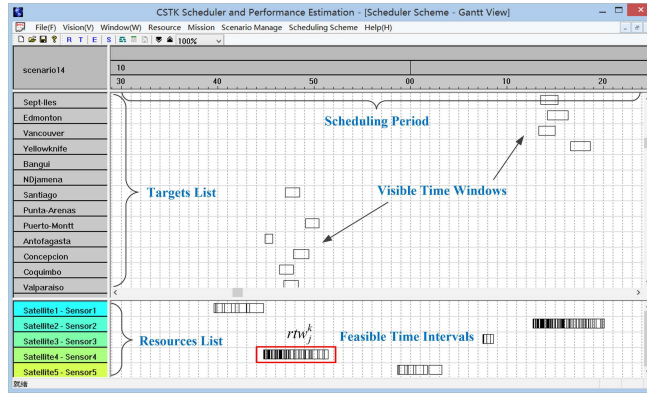 CSTK Scheduler and Performance Estimation - [Scheduler Scheme - Gantt View]
File(F) Vision(V) Window(W) Resource Mission Scenario Manage Scheduling Scheme Help(H)
R T E S 100%
scenario14
10
30 40 50 00 10 20
Sept-Iles
Edmonton
Scheduling Period
Vancouver
Yellowknife
Bangui
NDjamena
Santiago
Targets List
Visible Time Windows
Punta-Arenas
Puerto-Montt
Antofagasta
Concepcion
Coquimbo
Valparaiso
Satellite1 - Sensor1
Satellite2 - Sensor2
Satellite3 - Sensor3
Resources List
rtw_j^k
Feasible Time Intervals
Satellite4 - Sensor4
Satellite5 - Sensor5
就绪